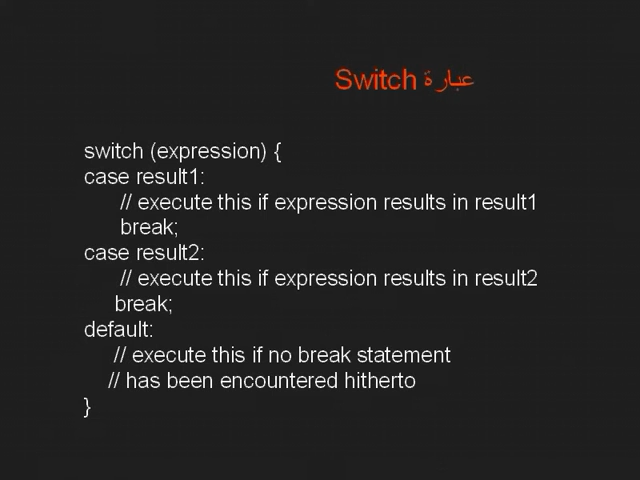 عبارة Switch
switch (expression) {
case result1:
// execute this if expression results in result1
break;
case result2:
// execute this if expression results in result2
break;
default:
// execute this if no break statement
// has been encountered hitherto
}